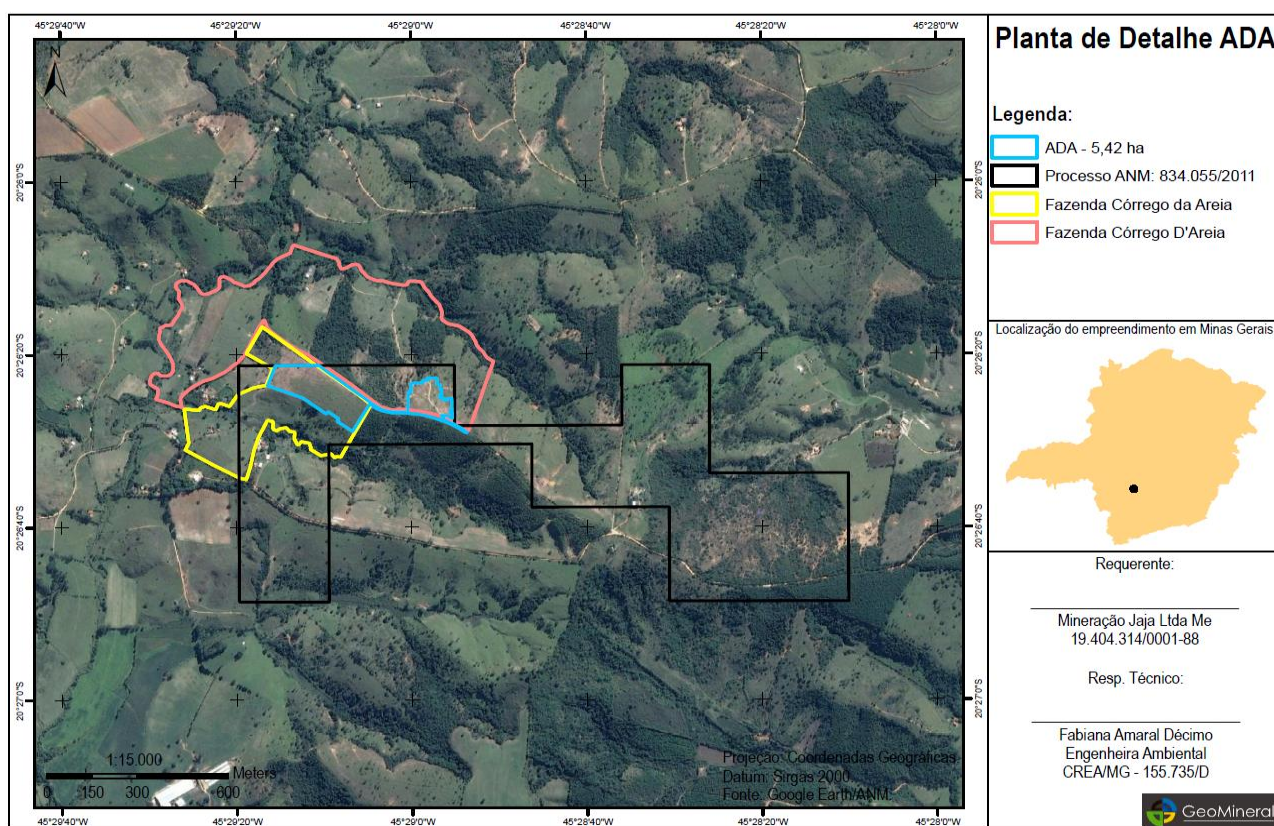 45°29'40"W 45°29'20"W 45°29'0"W 45°28'40"W 45°28'20"W 45°28'0"W
N
20°26'0"S
20°26'20"S
20°26'40"S
20°27'0"S
20°26'0"S
20°26'20"S
20°26'40"S
20°27'0"S
1:15.000
Meters
0 150 300 600
Projeção: Coordenadas Geográficas
Datum: Sirgas 2000
Fonte: Google Earth/ANM.
45°29'40"W 45°29'20"W 45°29'0"W 45°28'40"W 45°28'20"W 45°28'0"W
Planta de Detalhe ADA
Legenda:
ADA - 5,42 ha
Processo ANM: 834.055/2011
Fazenda Córrego da Areia
Fazenda Córrego D'Areia
Localização do empreendimento em Minas Gerais
Requerente:
Mineração Jaja Ltda Me
19.404.314/0001-88
Resp. Técnico:
Fabiana Amaral Décimo
Engenheira Ambiental
CREA/MG - 155.735/D
GeoMineral